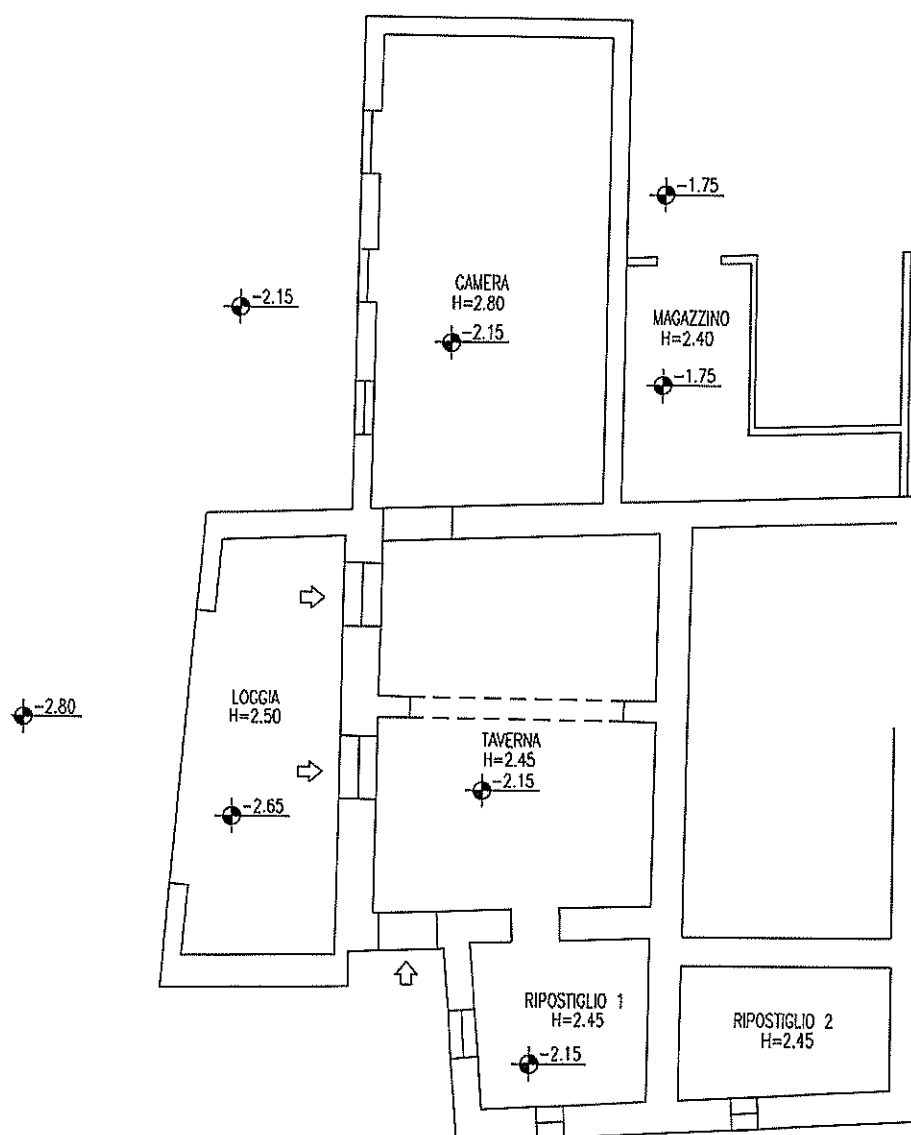 -1.75
-2.15
CAMERA
H=2.80
-2.15
MAGAZZINO
H=2.40
-1.75
LOGGIA
H=2.50
-2.80
TAVERNA
H=2.45
-2.15
-2.65
RIPOSTIGLIO 1
H=2.45
-2.15
RIPOSTIGLIO 2
H=2.45